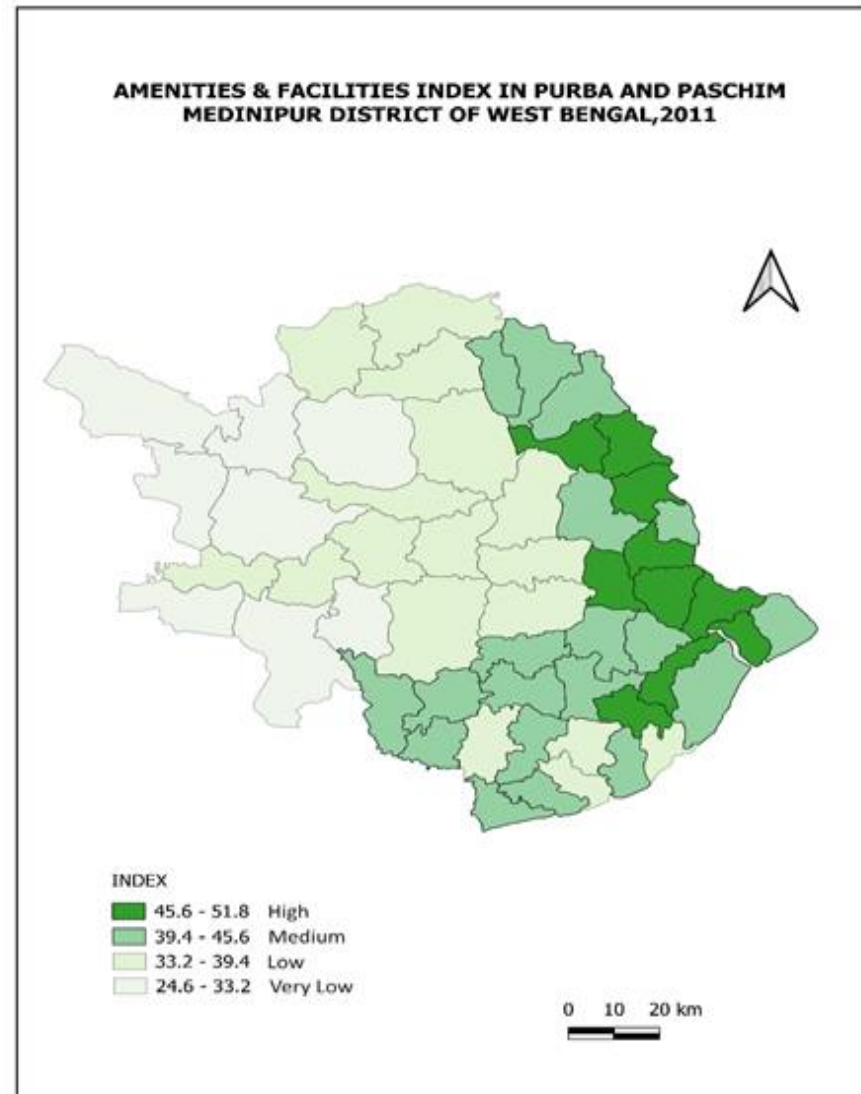 AMENITIES & FACILITIES INDEX IN PURBA AND PASCHIM
MEDINIPUR DISTRICT OF WEST BENGAL,2011
INDEX
45.6 - 51.8 High
39.4 - 45.6 Medium
33.2 - 39.4 Low
24.6 - 33.2 Very Low
0 10 20 km